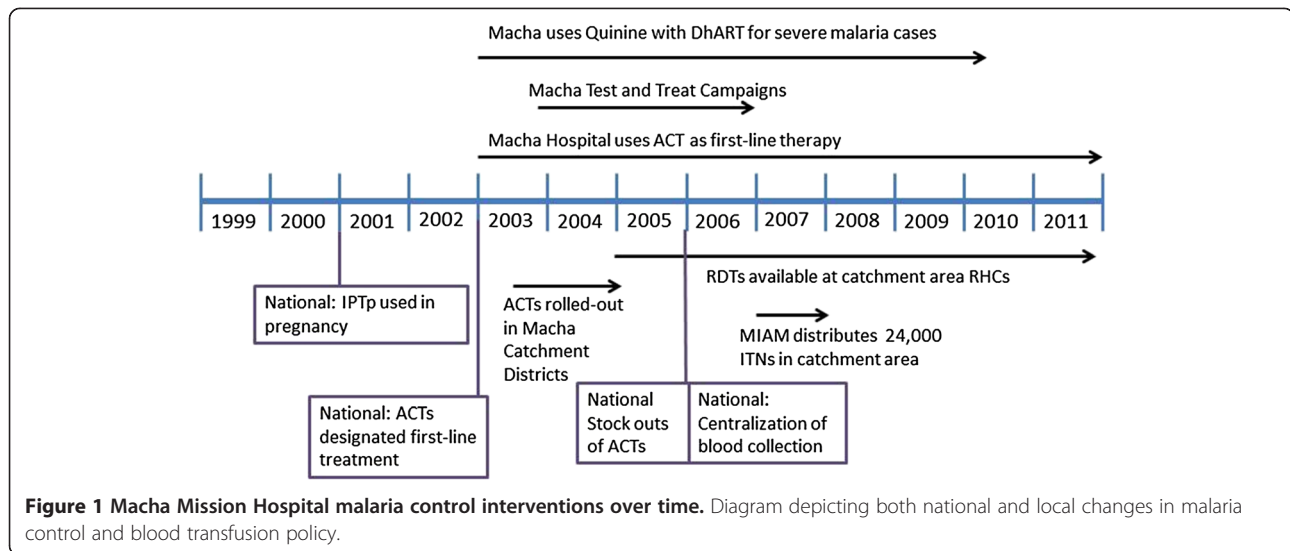 Macha uses Quinine with DhART for severe malaria cases
Macha Test and Treat Campaigns
Macha Hospital uses ACT as first-line therapy
1999 2000 2001 2002 2003 2004 2005 2006 2007 2008 2009 2010 2011
RDTs available at catchment area RHCs
National: IPTp used in
pregnancy
ACTs rolled-out
in Macha
Catchment
Districts
MIAM distributes 24,000
ITNs in catchment area
National: ACTs
designated first-line
treatment
National
Stock outs
of ACTs
National:
Centralization of
blood collection
Figure 1 Macha Mission Hospital malaria control interventions over time. Diagram depicting both national and local changes in malaria
control and blood transfusion policy.